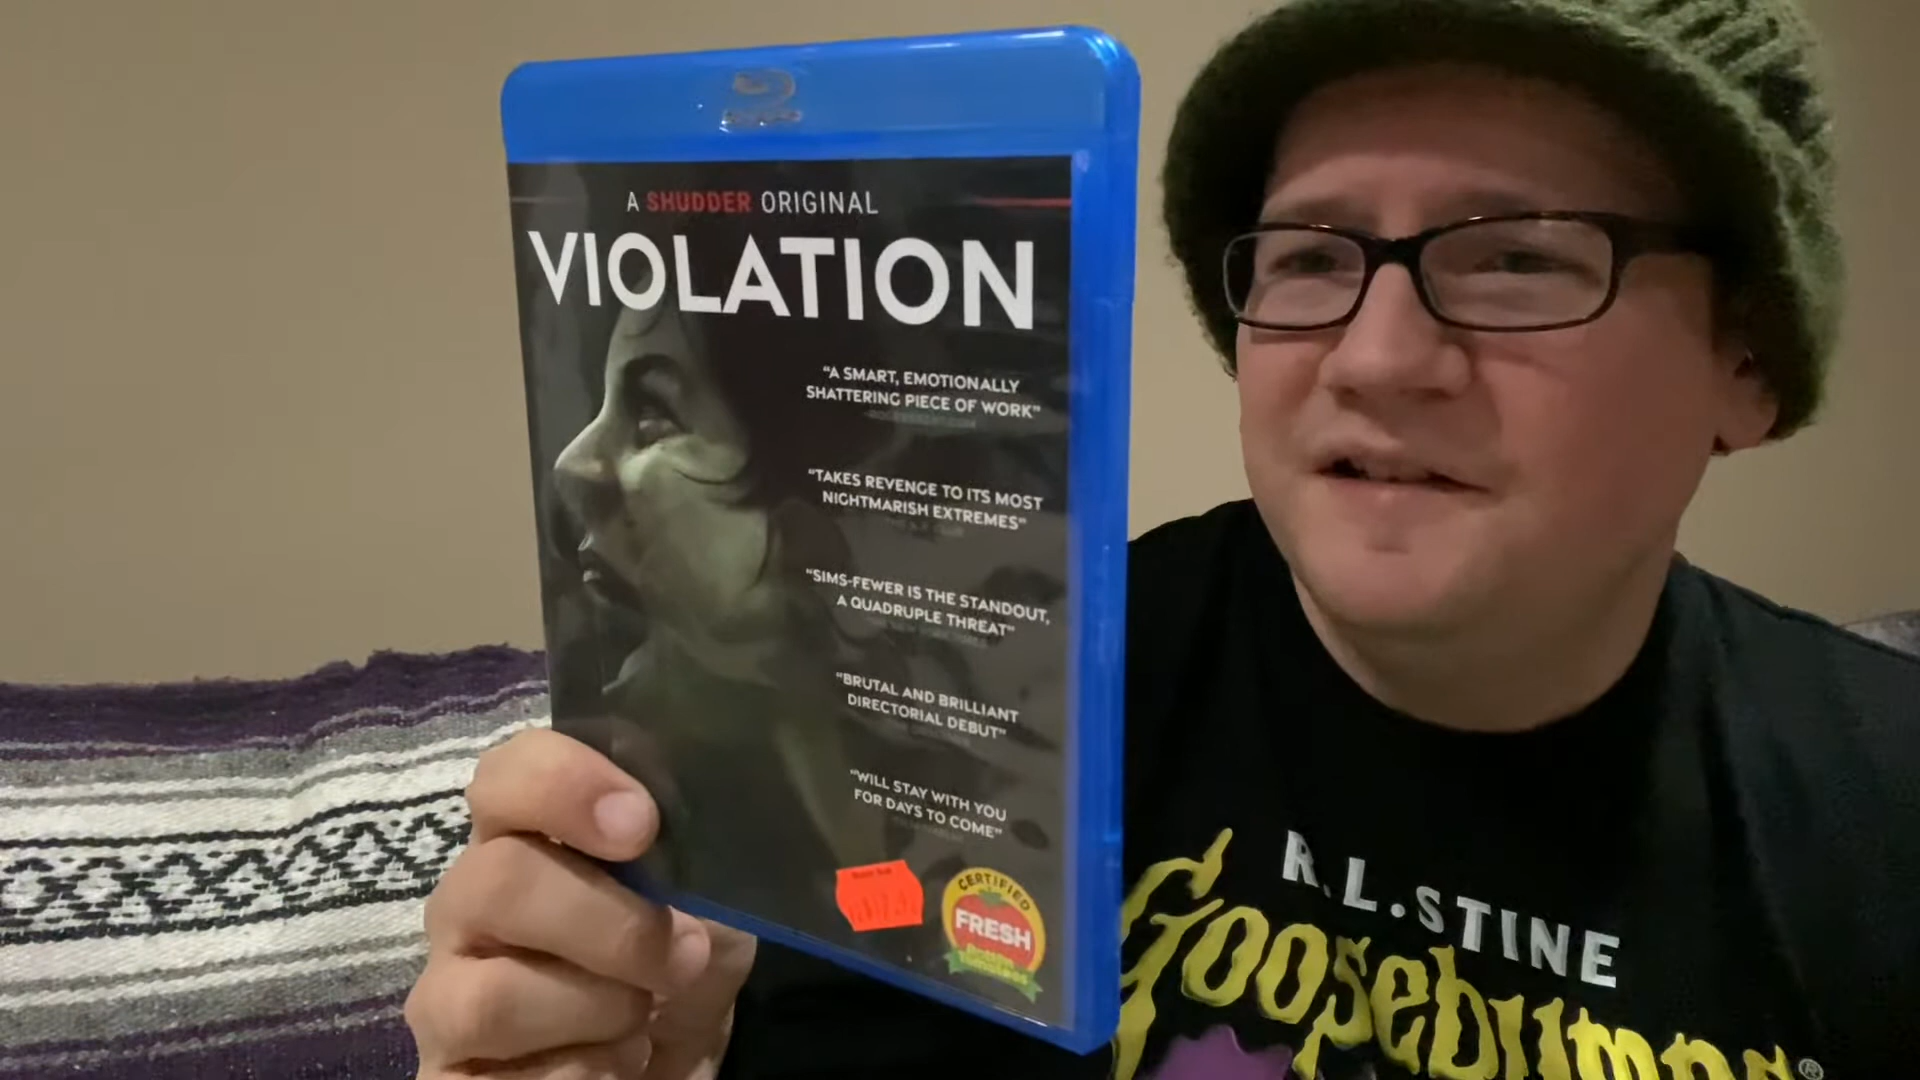 A SHUDDER ORIGINAL
VIOLATION
"A SMART, EMOTIONALLY
SHATTERING PIECE OF WORK"
"TAKES REVENGE TO ITS MOST
NIGHTMARISH EXTREMES"
"SIMS-FEWER IS THE STANDOUT,
A QUADRUPLE THREAT"
"BRUTAL AND BRILLIANT
DIRECTORIAL DEBUT"
"WILL STAY WITH YOU
FOR DAYS TO COME"
CERTIFIED
FRESH
R.L. STINE
Goosebumps®